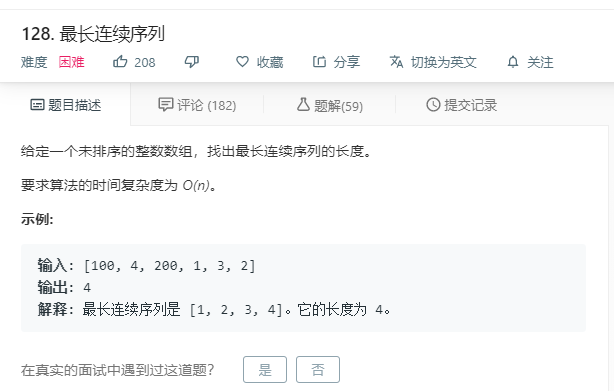 128. 最长连续序列
难度 困难 208 收藏 分享 切换为英文 关注
题目描述 评论 (182) 题解(59) 提交记录
给定一个未排序的整数数组，找出最长连续序列的长度。
要求算法的时间复杂度为 O(n)。
示例:
输入: [100, 4, 200, 1, 3, 2]
输出: 4
解释: 最长连续序列是 [1, 2, 3, 4]。它的长度为 4。
在真实的面试中遇到过这道题？ 是 否